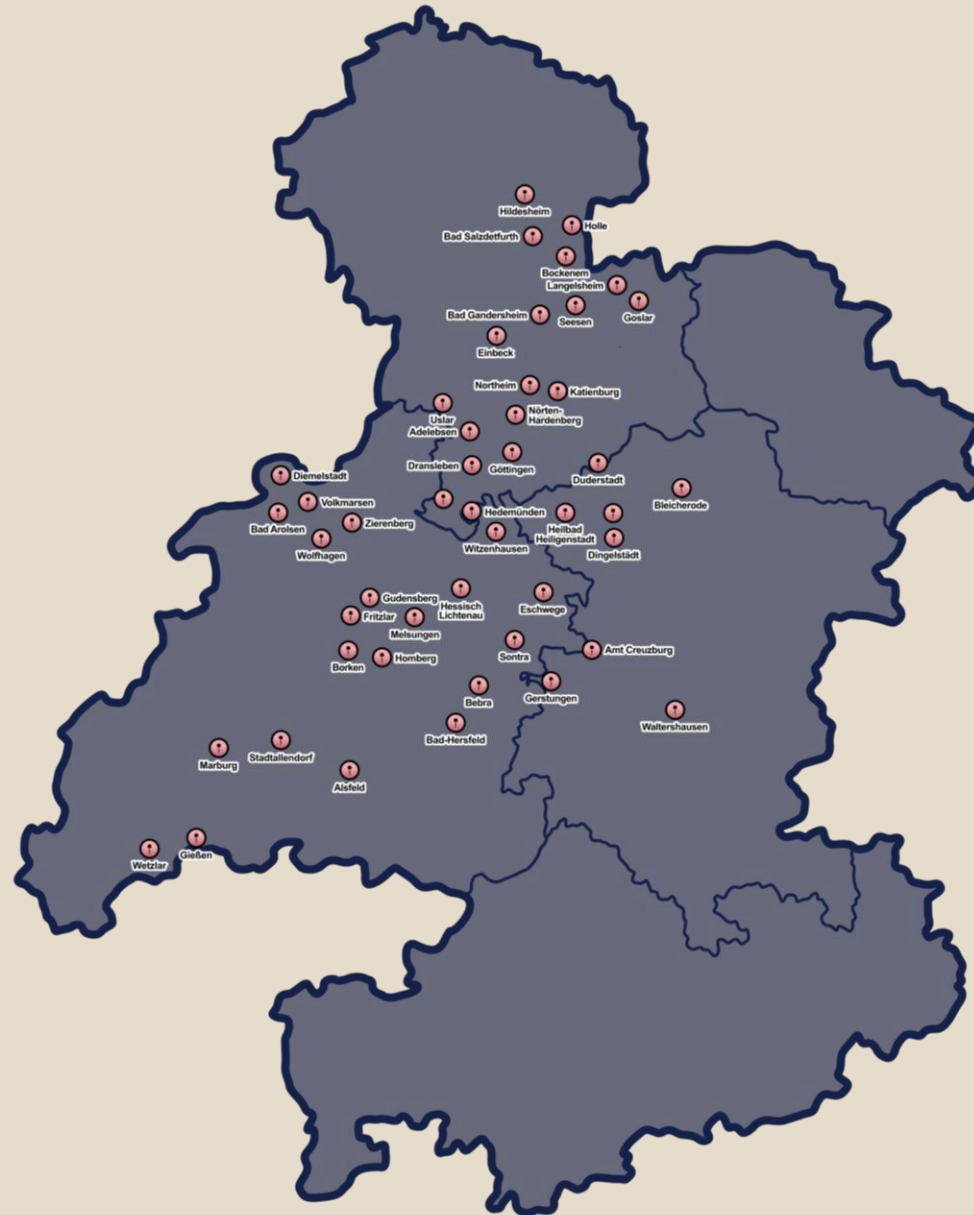 Hildesheim
Holle
Bad Salzdetfurth
Bockenem
Langelsheim
Goslar
Bad Gandersheim
Seesen
Einbeck
Northeim
Katlenburg
Nörten-
Hardenberg
Uslar
Adelebsen
Dransleben
Göttingen
Duderstadt
Diemelstadt
Bleicherode
Volkmarsen
Hedemünden
Bad Arolsen
Zierenberg
Heilbad
Heiligenstadt
Witzenhausen
Wolfhagen
Dingelstädt
Gudensberg
Hessisch
Lichtenau
Eschwege
Fritzlar
Melsungen
Sontra
Amt Creuzburg
Borken
Homberg
Bebra
Gerstungen
Waltershausen
Bad-Hersfeld
Marburg
Stadtallendorf
Alsfeld
Gießen
Wetzlar